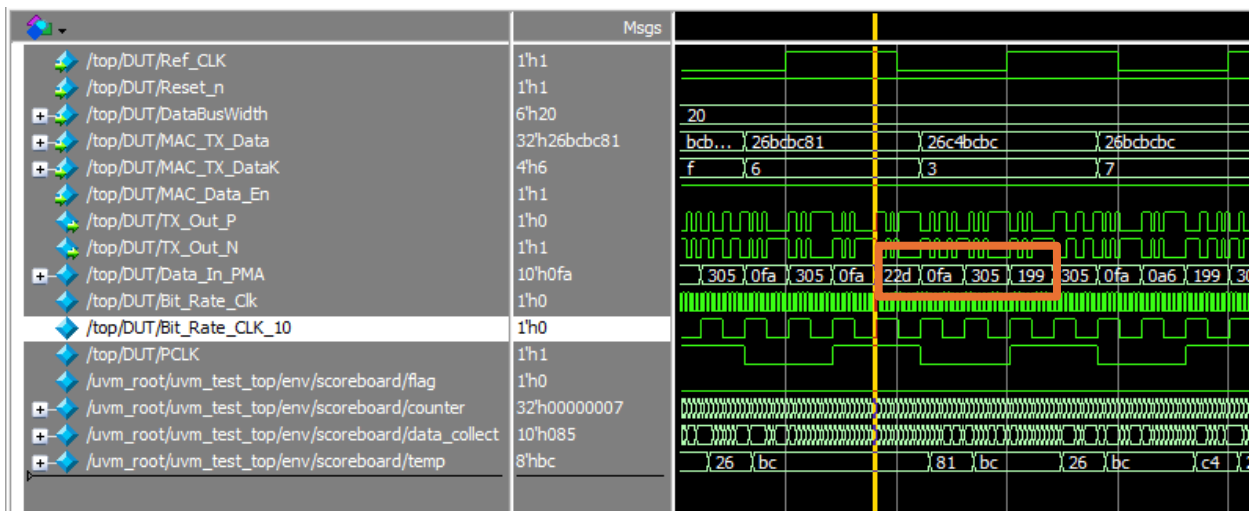 Msgs
/top/DUT/Ref_CLK 1'h1
/top/DUT/Reset_n 1'h1
/top/DUT/DataBusWidth 6'h20 20
/top/DUT/MAC_TX_Data 32'h26bcbc81 bcb... 26bcbc81 26c4bcbc 26bcbcbc
/top/DUT/MAC_TX_DataK 4'h6 f 6 3 7
/top/DUT/MAC_Data_En 1'h1
/top/DUT/TX_Out_P 1'h0
/top/DUT/TX_Out_N 1'h1
/top/DUT/Data_In_PMA 10'h0fa 305 0fa 305 0fa 22d 0fa 305 199 305 0fa 0a6 199 30
/top/DUT/Bit_Rate_Clk 1'h0
/top/DUT/Bit_Rate_CLK_10 1'h0
/top/DUT/PCLK 1'h1
/uvm_root/uvm_test_top/env/scoreboard/flag 1'h0
/uvm_root/uvm_test_top/env/scoreboard/counter 32'h00000007
/uvm_root/uvm_test_top/env/scoreboard/data_collect 10'h085
/uvm_root/uvm_test_top/env/scoreboard/temp 8'hbc 26 bc 81 bc 26 bc c4